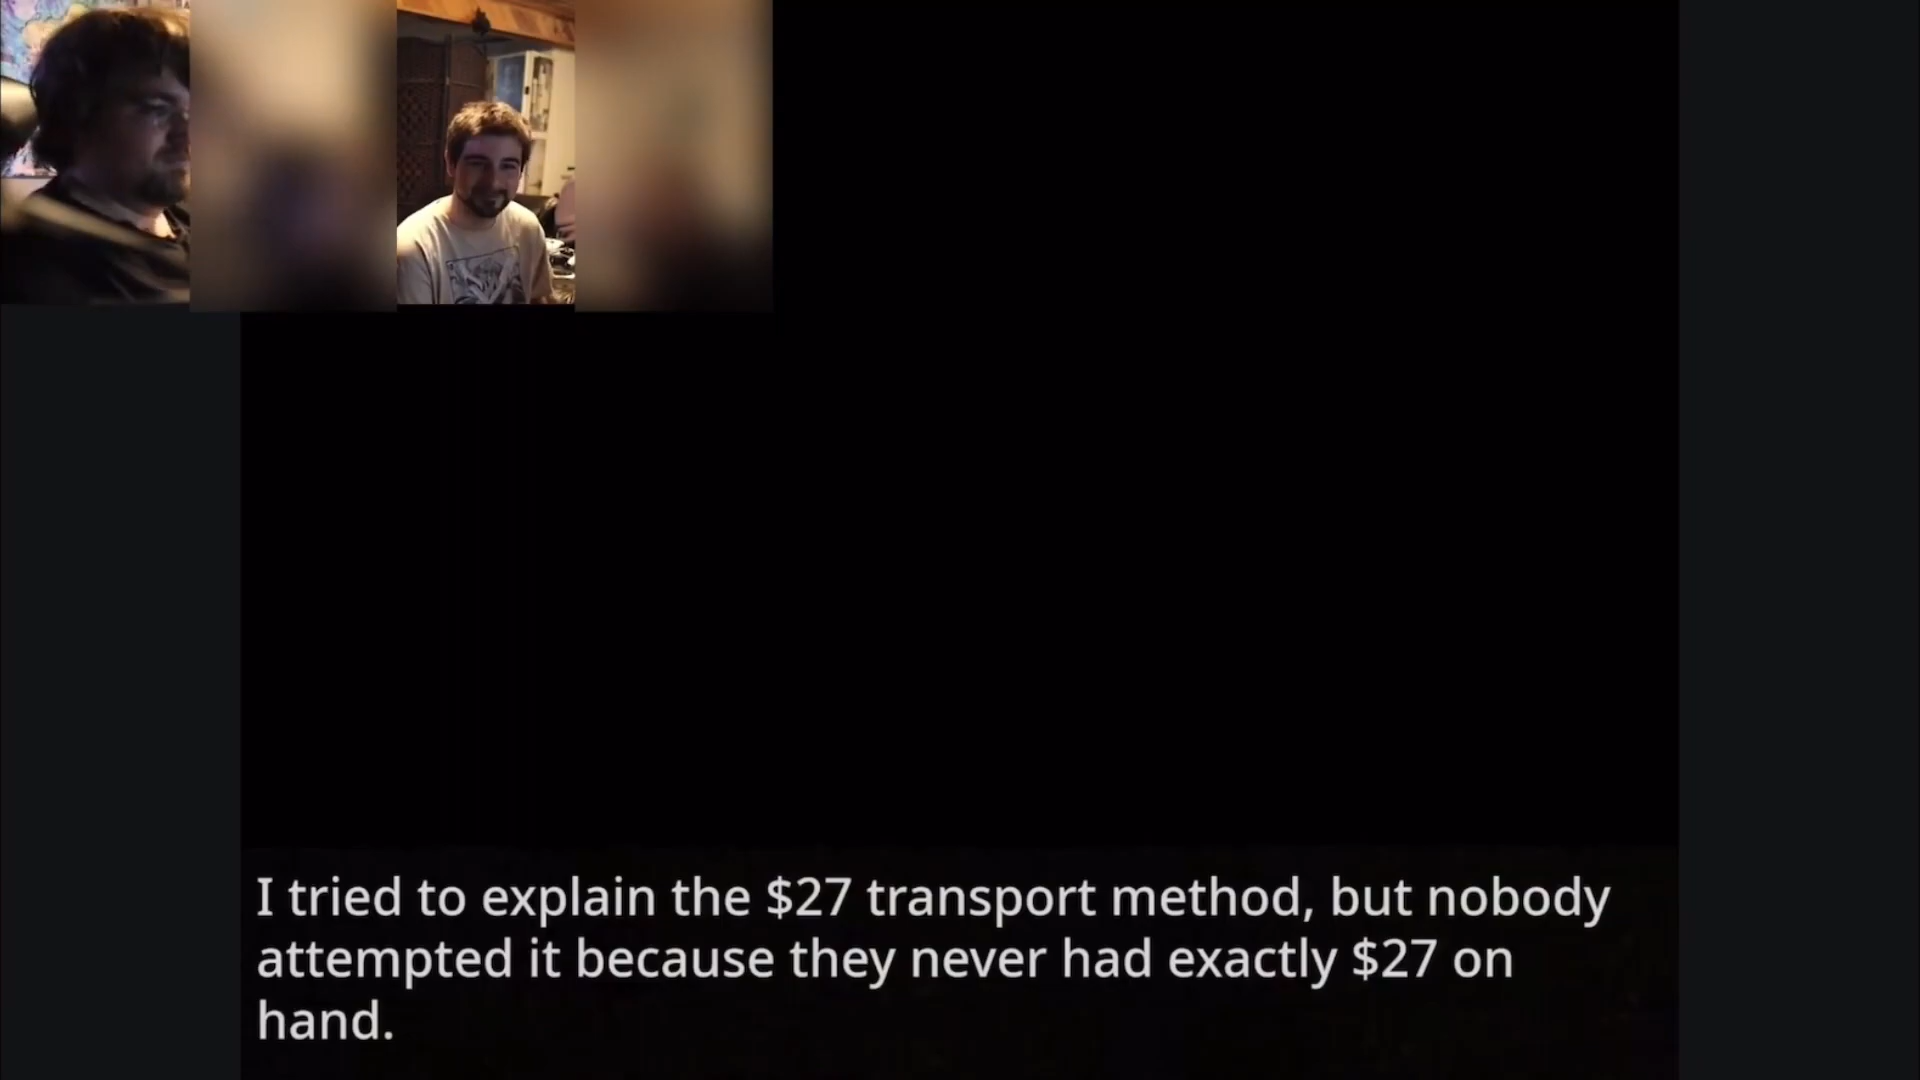 I tried to explain the $27 transport method, but nobody
attempted it because they never had exactly $27 on
hand.